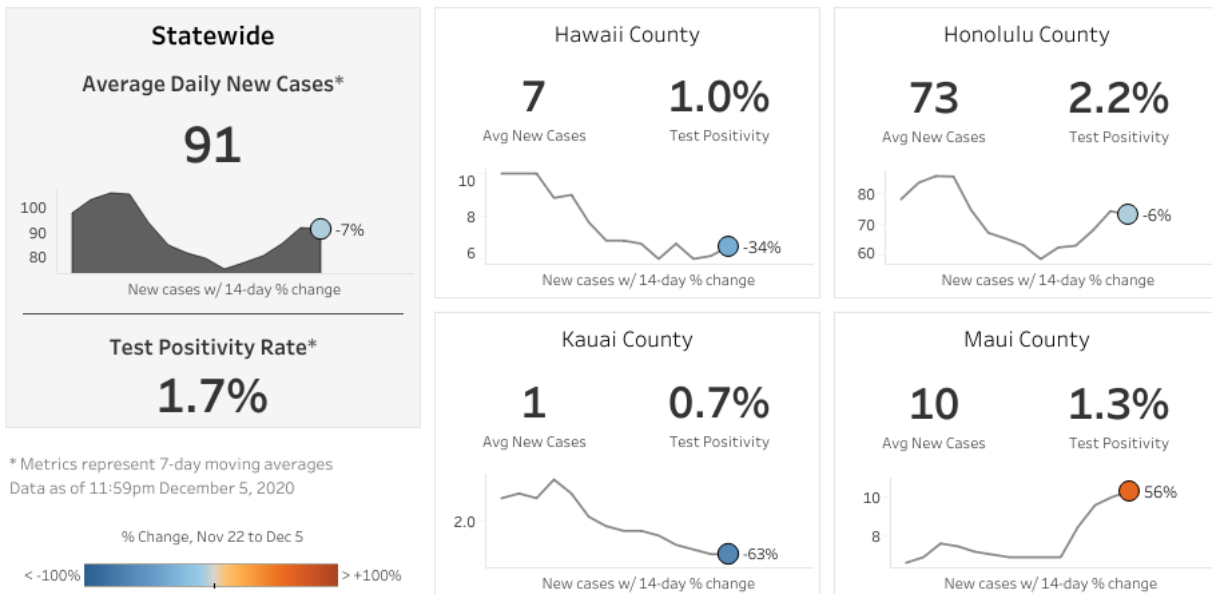 Statewide
Average Daily New Cases*
91
100
90
80
-7%
New cases w/ 14-day % change
Test Positivity Rate*
1.7%
* Metrics represent 7-day moving averages
Data as of 11:59pm December 5, 2020
% Change, Nov 22 to Dec 5
< -100% > +100%
Hawaii County
7 1.0%
Avg New Cases Test Positivity
10
8
6
-34%
New cases w/ 14-day % change
Honolulu County
73 2.2%
Avg New Cases Test Positivity
80
70
60
-6%
New cases w/ 14-day % change
Kauai County
1 0.7%
Avg New Cases Test Positivity
2.0
-63%
New cases w/ 14-day % change
Maui County
10 1.3%
Avg New Cases Test Positivity
10
8
56%
New cases w/ 14-day % change